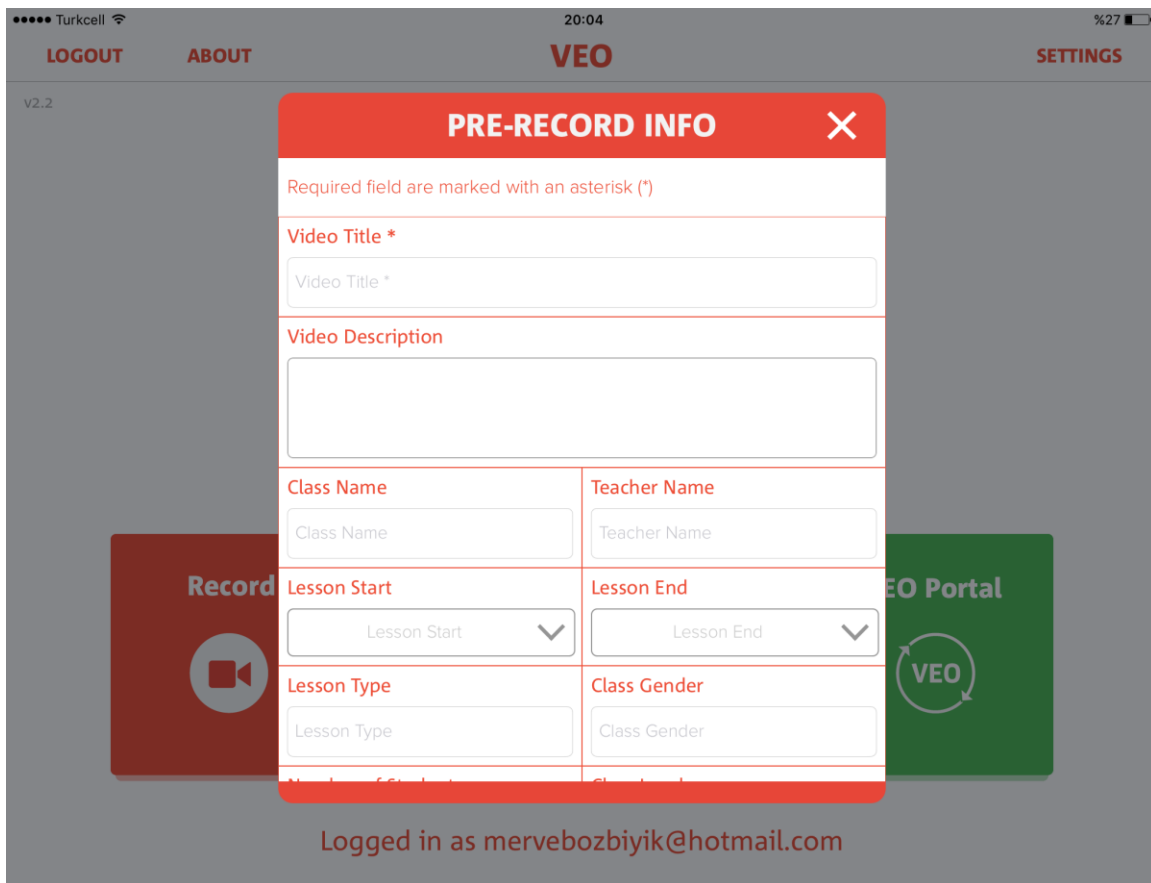 Turkcell 20:04 %27
LOGOUT ABOUT VEO SETTINGS
v2.2
PRE-RECORD INFO
Required field are marked with an asterisk (*)
Video Title *
Video Title *
Video Description
Class Name Teacher Name
Class Name Teacher Name
Record Lesson Start Lesson End EO Portal
Lesson Start Lesson End
VEO
Lesson Type Class Gender
Lesson Type Class Gender
Logged in as mervebozbiyik@hotmail.com